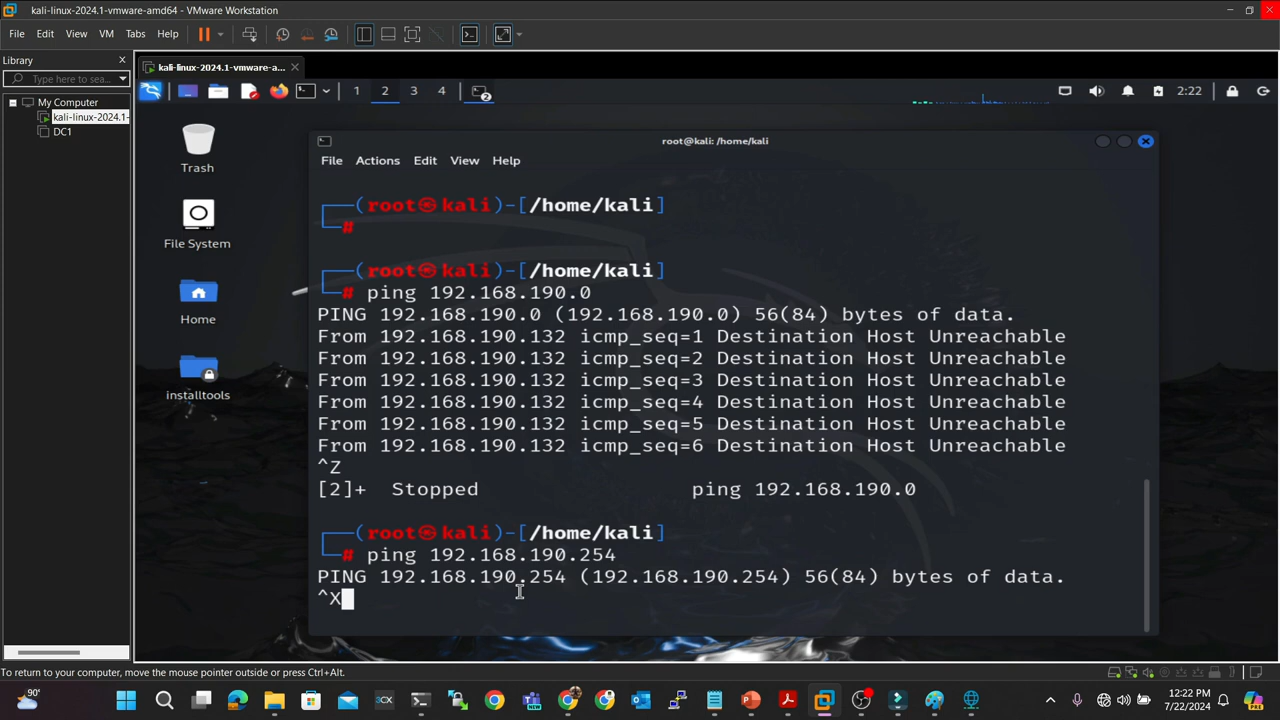 kali-linux-2024.1-vmware-amd64 - VMware Workstation
File Edit View VM Tabs Help
Library
Type here to sea...
My Computer
kali-linux-2024.1-
DC1
kali-linux-2024.1-vmware-a...
1 2 3 4
2
2:22
Trash
File System
Home
installtools
root@kali: /home/kali
File Actions Edit View Help
┌──(root㉿kali)-[/home/kali]
└─#
┌──(root㉿kali)-[/home/kali]
└─# ping 192.168.190.0
PING 192.168.190.0 (192.168.190.0) 56(84) bytes of data.
From 192.168.190.132 icmp_seq=1 Destination Host Unreachable
From 192.168.190.132 icmp_seq=2 Destination Host Unreachable
From 192.168.190.132 icmp_seq=3 Destination Host Unreachable
From 192.168.190.132 icmp_seq=4 Destination Host Unreachable
From 192.168.190.132 icmp_seq=5 Destination Host Unreachable
From 192.168.190.132 icmp_seq=6 Destination Host Unreachable
^Z
[2]+ Stopped ping 192.168.190.0
┌──(root㉿kali)-[/home/kali]
└─# ping 192.168.190.254
PING 192.168.190.254 (192.168.190.254) 56(84) bytes of data.
^X
To return to your computer, move the mouse pointer outside or press Ctrl+Alt.
90°
3CX
12:22 PM
7/22/2024